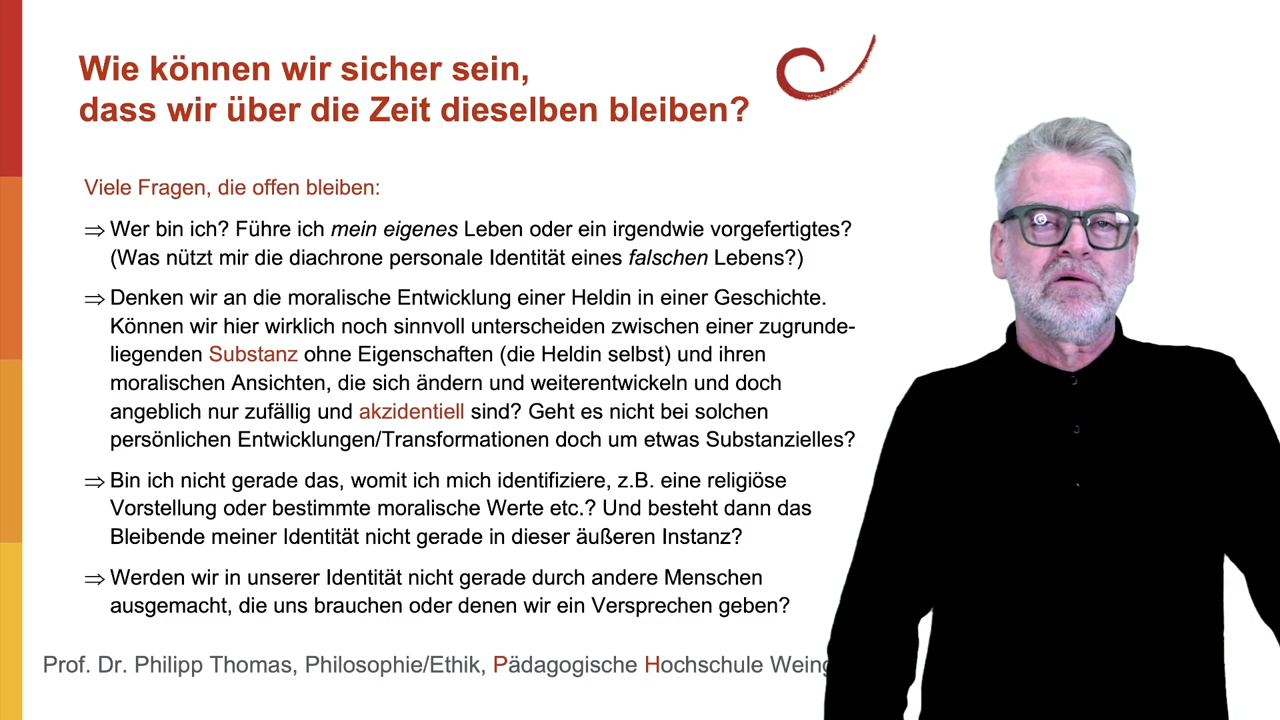 Wie können wir sicher sein,
dass wir über die Zeit dieselben bleiben?
Viele Fragen, die offen bleiben:
⇒ Wer bin ich? Führe ich mein eigenes Leben oder ein irgendwie vorgefertigtes?
(Was nützt mir die diachrone personale Identität eines falschen Lebens?)
⇒ Denken wir an die moralische Entwicklung einer Heldin in einer Geschichte.
Können wir hier wirklich noch sinnvoll unterscheiden zwischen einer zugrunde-
liegenden Substanz ohne Eigenschaften (die Heldin selbst) und ihren
moralischen Ansichten, die sich ändern und weiterentwickeln und doch
angeblich nur zufällig und akzidentiell sind? Geht es nicht bei solchen
persönlichen Entwicklungen/Transformationen doch um etwas Substanzielles?
⇒ Bin ich nicht gerade das, womit ich mich identifiziere, z.B. eine religiöse
Vorstellung oder bestimmte moralische Werte etc.? Und besteht dann das
Bleibende meiner Identität nicht gerade in dieser äußeren Instanz?
⇒ Werden wir in unserer Identität nicht gerade durch andere Menschen
ausgemacht, die uns brauchen oder denen wir ein Versprechen geben?
Prof. Dr. Philipp Thomas, Philosophie/Ethik, Pädagogische Hochschule